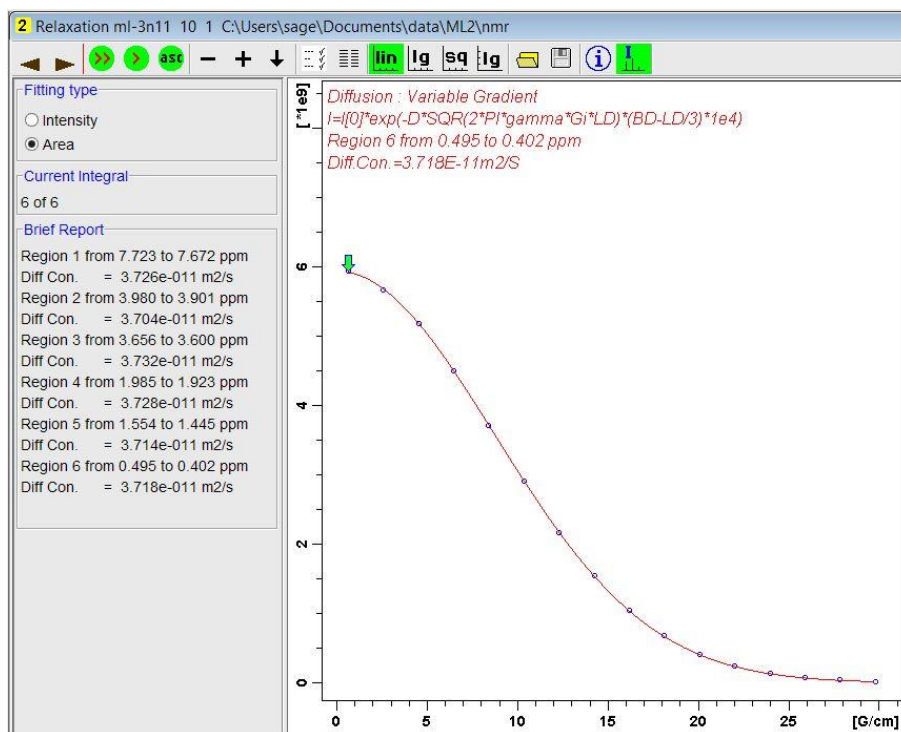 2 Relaxation ml-3n11 10 1 C:\Users\sage\Documents\data\ML2\nmr
>> > asc − + lin lg sq lg i I
Fitting type
Intensity
Area
Current Integral
6 of 6
Brief Report
Region 1 from 7.723 to 7.672 ppm
Diff Con. = 3.726e-011 m2/s
Region 2 from 3.980 to 3.901 ppm
Diff Con. = 3.704e-011 m2/s
Region 3 from 3.656 to 3.600 ppm
Diff Con. = 3.732e-011 m2/s
Region 4 from 1.985 to 1.923 ppm
Diff Con. = 3.728e-011 m2/s
Region 5 from 1.554 to 1.445 ppm
Diff Con. = 3.714e-011 m2/s
Region 6 from 0.495 to 0.402 ppm
Diff Con. = 3.718e-011 m2/s
[*1e9]
Diffusion : Variable Gradient
I=I[0]*exp(-D*SQR(2*PI*gamma*Gi*LD)*(BD-LD/3)*1e4)
Region 6 from 0.495 to 0.402 ppm
Diff.Con.=3.718E-11m2/S
6
4
2
0
0 5 10 15 20 25 [G/cm]